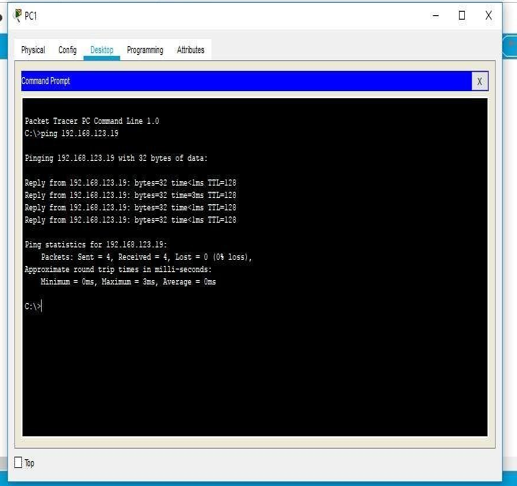 PC1
Physical Config Desktop Programming Attributes
Command Prompt
X
Packet Tracer PC Command Line 1.0
C:\>ping 192.168.123.19
Pinging 192.168.123.19 with 32 bytes of data:
Reply from 192.168.123.19: bytes=32 time<1ms TTL=128
Reply from 192.168.123.19: bytes=32 time=3ms TTL=128
Reply from 192.168.123.19: bytes=32 time<1ms TTL=128
Reply from 192.168.123.19: bytes=32 time<1ms TTL=128
Ping statistics for 192.168.123.19:
Packets: Sent = 4, Received = 4, Lost = 0 (0% loss),
Approximate round trip times in milli-seconds:
Minimum = 0ms, Maximum = 3ms, Average = 0ms
C:\>
Top